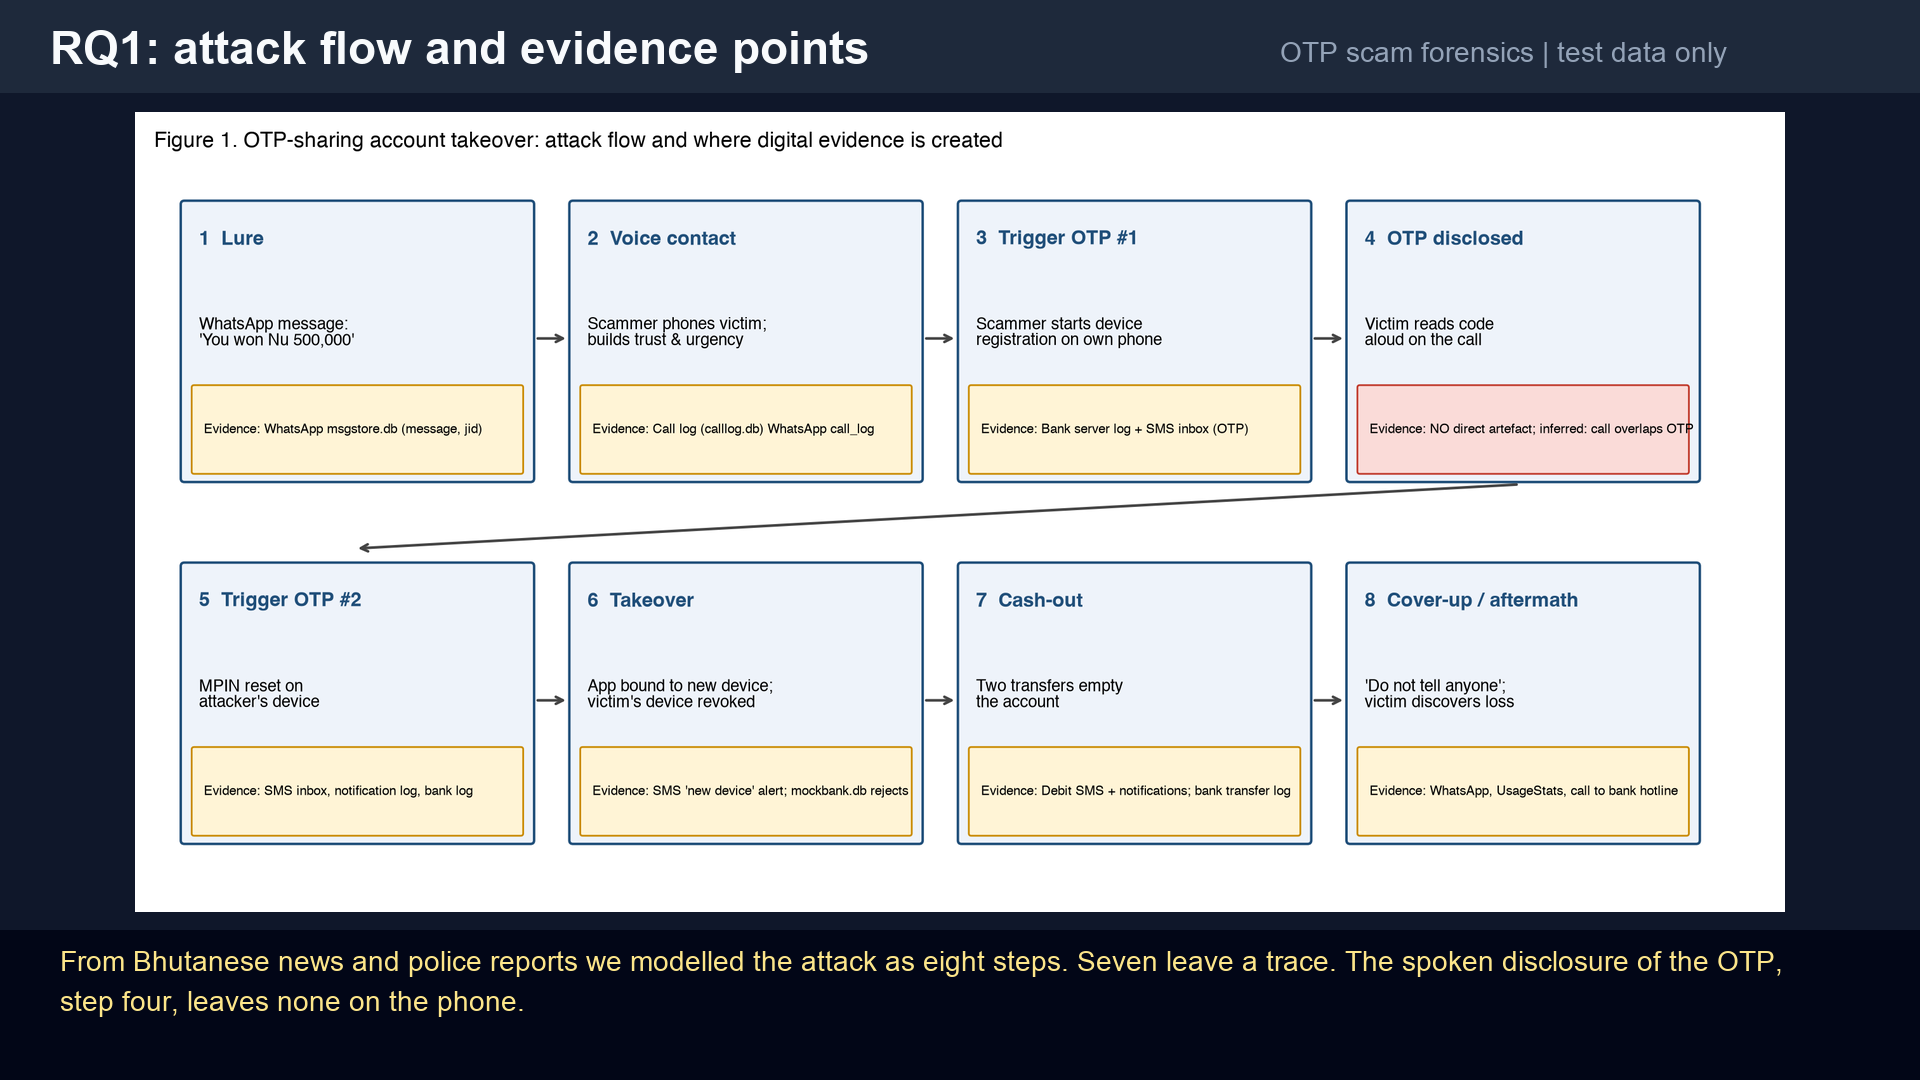 RQ1: attack flow and evidence points
OTP scam forensics | test data only
Figure 1. OTP-sharing account takeover: attack flow and where digital evidence is created
1 Lure
WhatsApp message:
'You won Nu 500,000'
Evidence: WhatsApp msgstore.db (message, jid)
2 Voice contact
Scammer phones victim;
builds trust & urgency
Evidence: Call log (calllog.db) WhatsApp call_log
3 Trigger OTP #1
Scammer starts device
registration on own phone
Evidence: Bank server log + SMS inbox (OTP)
4 OTP disclosed
Victim reads code
aloud on the call
Evidence: NO direct artefact; inferred: call overlaps OTP
5 Trigger OTP #2
MPIN reset on
attacker's device
Evidence: SMS inbox, notification log, bank log
6 Takeover
App bound to new device;
victim's device revoked
Evidence: SMS 'new device' alert; mockbank.db rejects
7 Cash-out
Two transfers empty
the account
Evidence: Debit SMS + notifications; bank transfer log
8 Cover-up / aftermath
'Do not tell anyone';
victim discovers loss
Evidence: WhatsApp, UsageStats, call to bank hotline
From Bhutanese news and police reports we modelled the attack as eight steps. Seven leave a trace. The spoken disclosure of the OTP,
step four, leaves none on the phone.